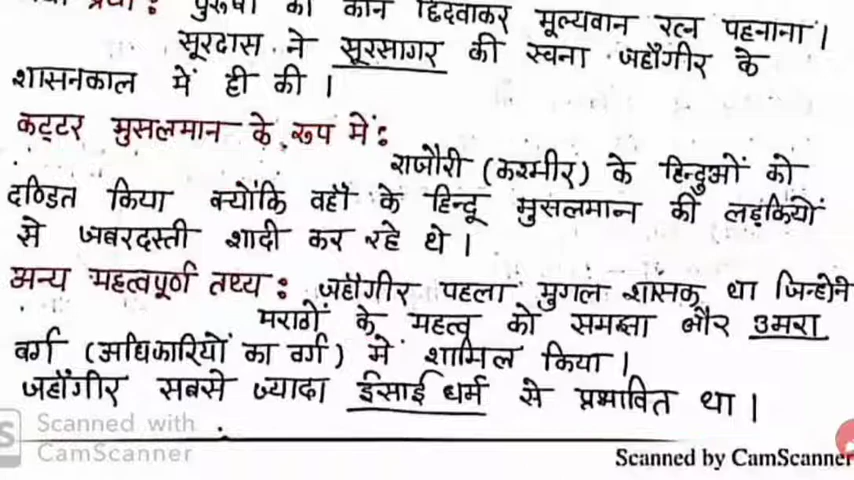 प्रथा : पुरुषों को कान छिदवाकर मूल्यवान रत्न पहनाना।
सूरदास ने सूरसागर की रचना जहाँगीर के
शासनकाल में ही की।
कट्टर मुसलमान के रूप में :
राजौरी (कश्मीर) के हिन्दुओं को
दण्डित किया क्योंकि वहाँ के हिन्दू मुसलमान की लड़कियों
से जबरदस्ती शादी कर रहे थे।
अन्य महत्वपूर्ण तथ्य : जहाँगीर पहला मुगल शासक था जिन्होंने
मराठों के महत्व को समझा और उमरा
वर्ग (अधिकारियों का वर्ग) में शामिल किया।
जहाँगीर सबसे ज्यादा ईसाई धर्म से प्रभावित था।
Scanned with
CamScanner
Scanned by CamScanner